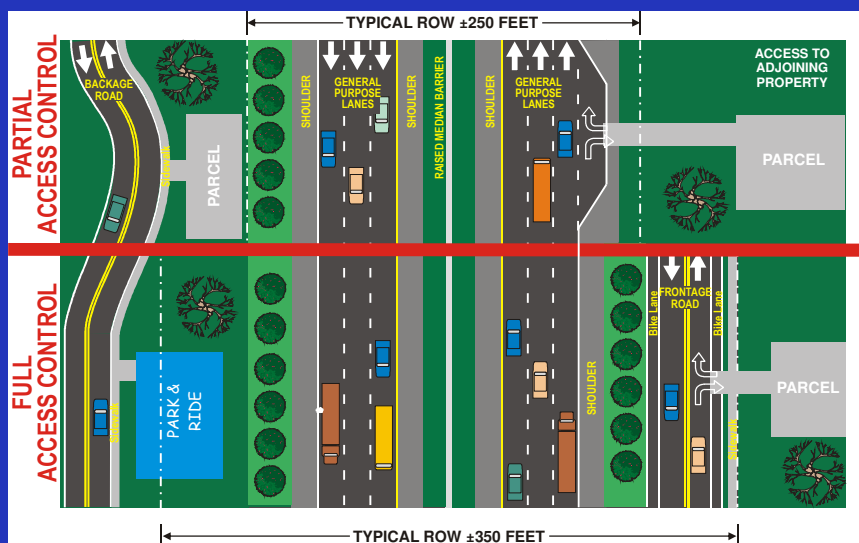 TYPICAL ROW ±250 FEET
PARTIAL
ACCESS CONTROL
BACKAGE
ROAD
Sidewalk
PARCEL
SHOULDER
GENERAL
PURPOSE
LANES
SHOULDER
RAISED MEDIAN BARRIER
SHOULDER
GENERAL
PURPOSE
LANES
ACCESS TO
ADJOINING
PROPERTY
PARCEL
FULL
ACCESS CONTROL
Sidewalk
PARK &
RIDE
SHOULDER
Bike Lane
FRONTAGE
ROAD
Bike Lane
Sidewalk
PARCEL
TYPICAL ROW ±350 FEET